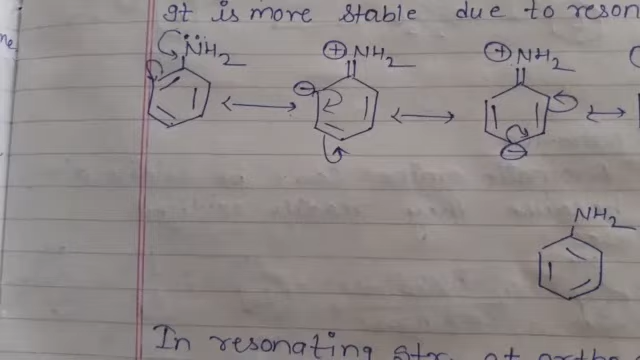 It is more stable due to reson
NH2 ⊕ NH2 ⊕ NH2
⊖ ⊖
NH2
In resonating str. at ortho